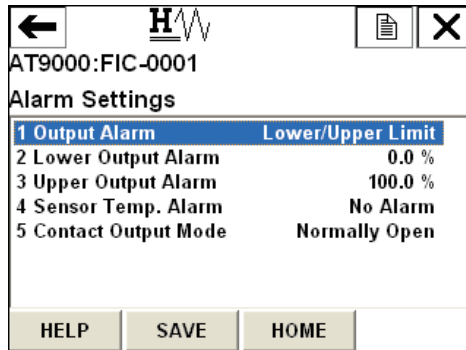 H
AT9000:FIC-0001
Alarm Settings
1 Output Alarm Lower/Upper Limit
2 Lower Output Alarm 0.0 %
3 Upper Output Alarm 100.0 %
4 Sensor Temp. Alarm No Alarm
5 Contact Output Mode Normally Open
HELP SAVE HOME